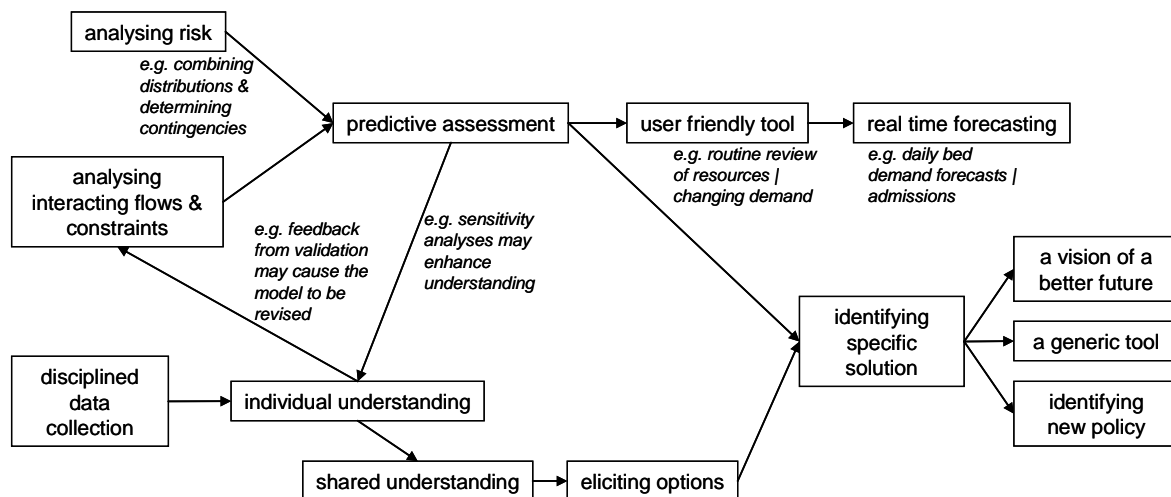 analysing risk
e.g. combining
distributions &
determining
contingencies
predictive assessment
user friendly tool
real time forecasting
e.g. routine review
of resources |
changing demand
e.g. daily bed
demand forecasts |
admissions
analysing
interacting flows &
constraints
e.g. feedback
from validation
may cause the
model to be
revised
e.g. sensitivity
analyses may
enhance
understanding
a vision of a
better future
identifying
specific
solution
a generic tool
disciplined
data
collection
individual understanding
identifying
new policy
shared understanding
eliciting options